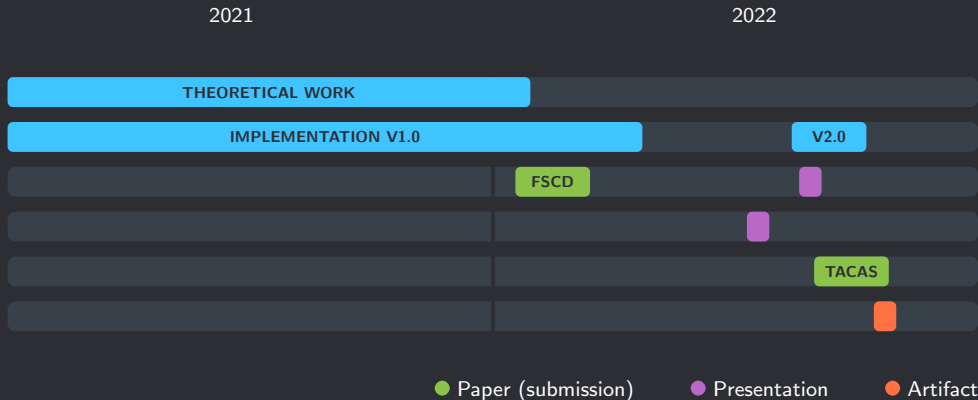 2021 2022
THEORETICAL WORK
IMPLEMENTATION V1.0 V2.0
FSCD
TACAS
Paper (submission) Presentation Artifact